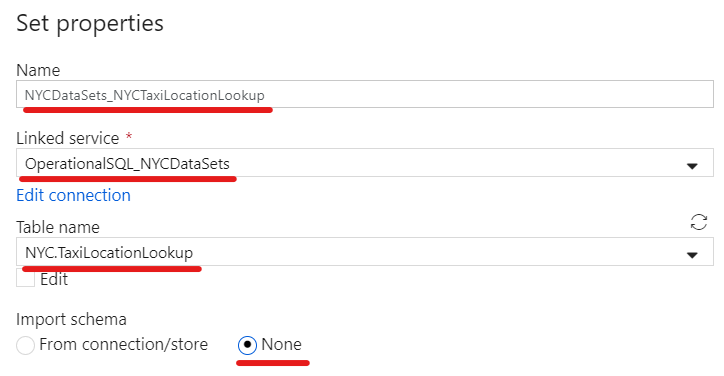 Set properties
Name
NYCDataSets_NYCTaxiLocationLookup
Linked service *
OperationalSQL_NYCDataSets
Edit connection
Table name
NYC.TaxiLocationLookup
Edit
Import schema
From connection/store None